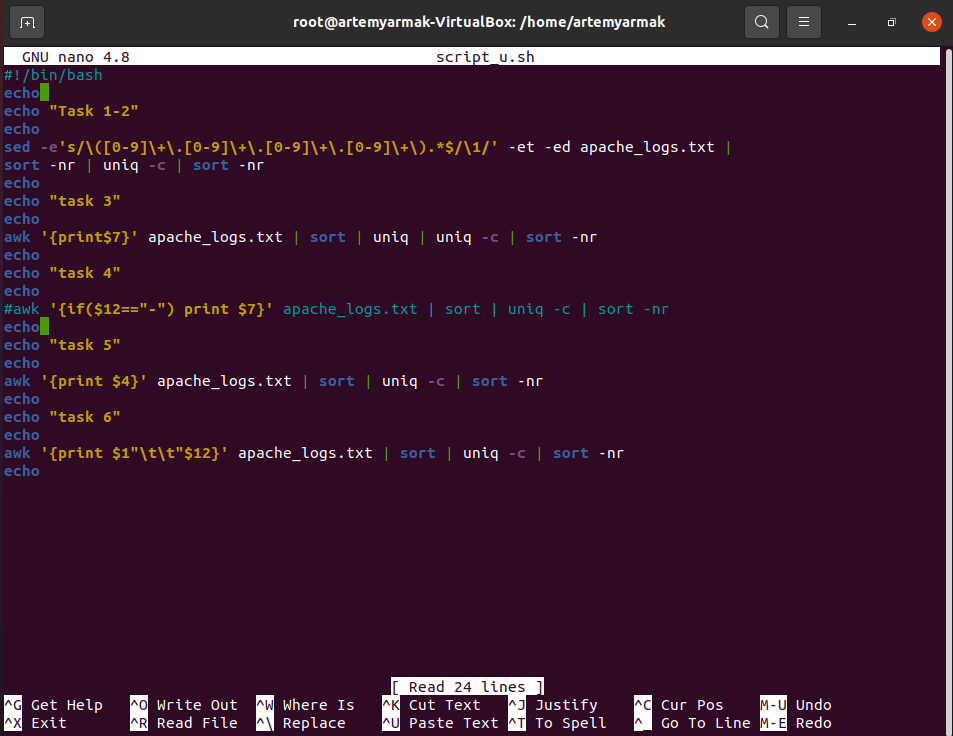 root@artemyarmak-VirtualBox: /home/artemyarmak
GNU nano 4.8 script_u.sh
#!/bin/bash
echo
echo "Task 1-2"
echo
sed -e's/\([0-9]\+\.[0-9]\+\.[0-9]\+\.[0-9]\+\).*$/\1/' -et -ed apache_logs.txt |
sort -nr | uniq -c | sort -nr
echo
echo "task 3"
echo
awk '{print$7}' apache_logs.txt | sort | uniq | uniq -c | sort -nr
echo
echo "task 4"
echo
#awk '{if($12=="-") print $7}' apache_logs.txt | sort | uniq -c | sort -nr
echo
echo "task 5"
echo
awk '{print $4}' apache_logs.txt | sort | uniq -c | sort -nr
echo
echo "task 6"
echo
awk '{print $1"\t\t"$12}' apache_logs.txt | sort | uniq -c | sort -nr
echo
[ Read 24 lines ]
^G Get Help ^O Write Out ^W Where Is ^K Cut Text ^J Justify ^C Cur Pos M-U Undo
^X Exit ^R Read File ^\ Replace ^U Paste Text ^T To Spell ^_ Go To Line M-E Redo